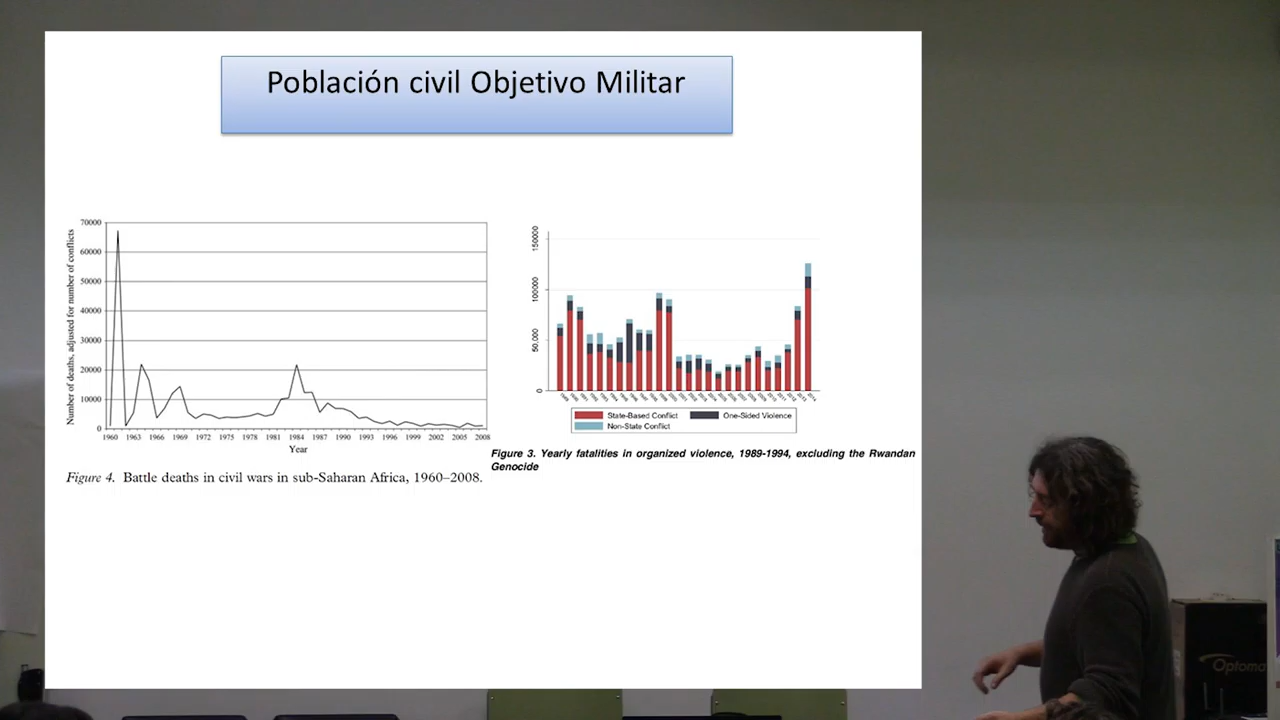 Población civil Objetivo Militar
Number of deaths, adjusted for number of conflicts
70000
60000
50000
40000
30000
20000
10000
0
1960 1963 1966 1969 1972 1975 1978 1981 1984 1987 1990 1993 1996 1999 2002 2005 2008
Year
Figure 4. Battle deaths in civil wars in sub-Saharan Africa, 1960–2008.
150000
100000
50,000
0
State-Based Conflict
One-Sided Violence
Non-State Conflict
Figure 3. Yearly fatalities in organized violence, 1989-1994, excluding the Rwandan
Genocide
Optoma